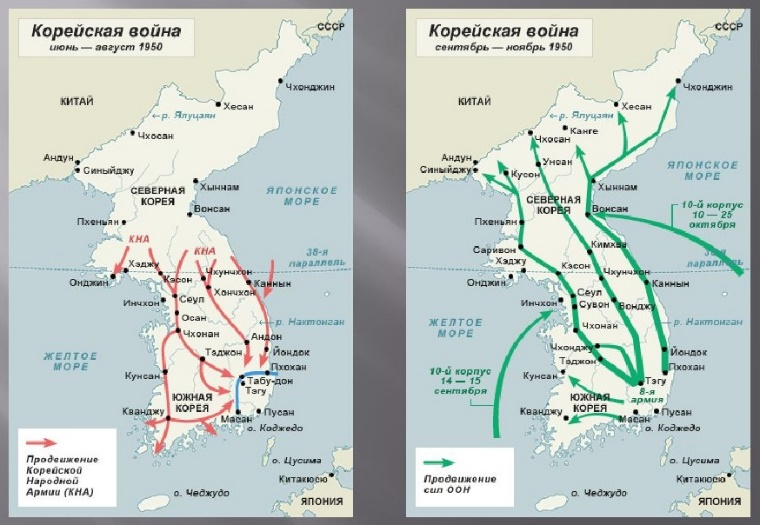 Корейская война
июнь — август 1950
СССР
КИТАЙ
Чхонджин
Хесан
← р. Ялуцзян
Чхосан
Андун
Синыйджу
СЕВЕРНАЯ
КОРЕЯ
Хыннам
ЯПОНСКОЕ
МОРЕ
Вонсан
Пхеньян
КНА
КНА
38-я
параллель
Хэджу
Онджин
Кэсон
Чхунчхон
Каннын
Хончхон
Инчхон
Сеул
Осан
Чхонан
← р. Нактонган
Андон
Йондок
ЖЕЛТОЕ
МОРЕ
Тэджон
Пхохан
Кунсан
Табу-дон
Тэгу
ЮЖНАЯ
КОРЕЯ
Кванджу
Масан
Пусан
о. Коджедо
Продвижение
Корейской
Народной
Армии (КНА)
о. Цусима
Китакюсю
о. Чеджудо
ЯПОНИЯ
Корейская война
сентябрь — ноябрь 1950
СССР
КИТАЙ
Чхонджин
Хесан
← р. Ялуцзян
Чхосан
Канге
Андун
Синыйджу
Унсан
Кусон
ЯПОНСКОЕ
МОРЕ
Хыннам
СЕВЕРНАЯ
КОРЕЯ
Вонсан
10-й корпус
10 — 25
октября
Пхеньян
Саривон
Кимхва
38-я
параллель
Хэджу
Онджин
Кэсон
Чхунчхон
Каннын
Инчхон
Сеул
Сувон
Вонджу
ЖЕЛТОЕ
МОРЕ
Чхонан
← р. Нактонган
Чхонджу
Тэджон
Йондок
Пхохан
10-й корпус
14 — 15
сентября
Кунсан
Тэгу
8-я
армия
ЮЖНАЯ
КОРЕЯ
Кванджу
Масан
Пусан
о. Коджедо
Продвижение
сил ООН
о. Цусима
Китакюсю
о. Чеджудо
ЯПОНИЯ